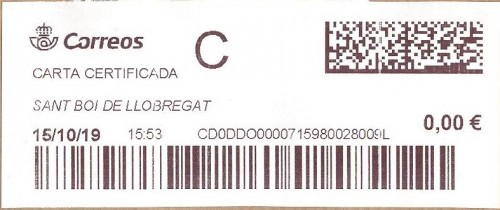 Correos
C
CARTA CERTIFICADA
SANT BOI DE LLOBREGAT
15/10/19 15:53 CD0DDO0000715980028009L
0,00 €